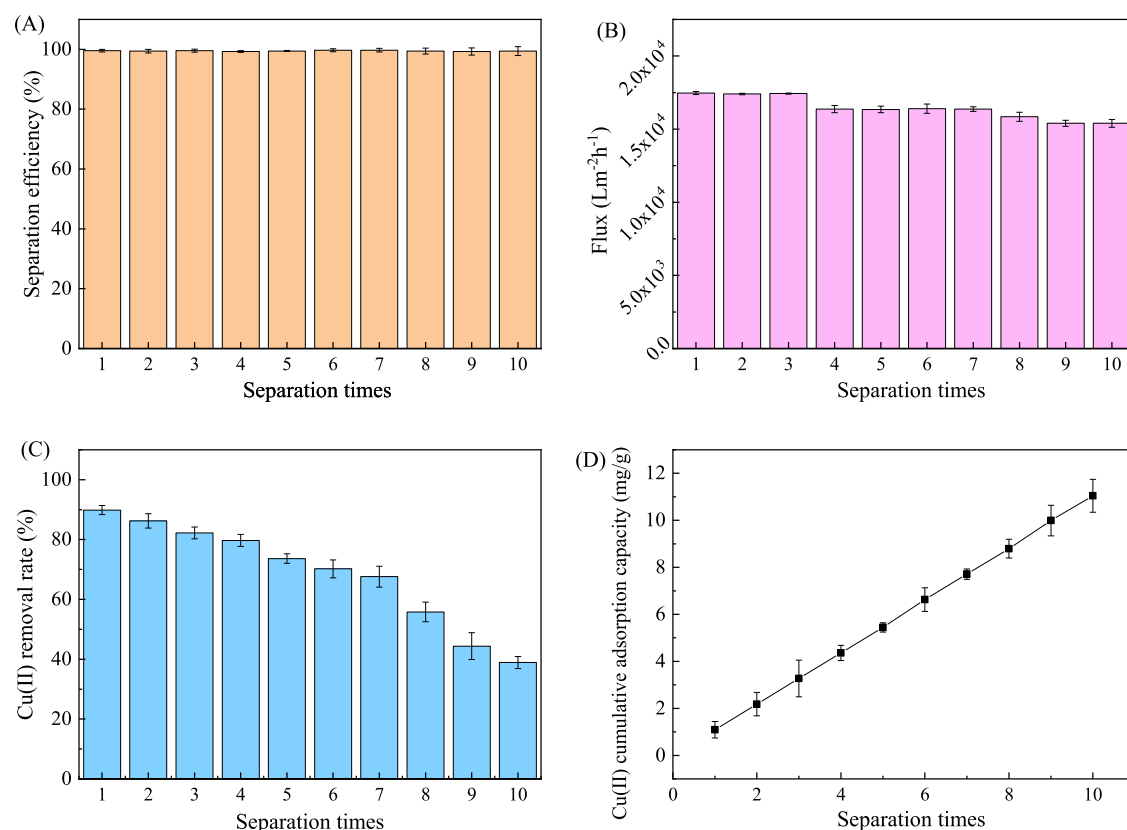 (A)
Separation efficiency (%)
100
80
60
40
20
0
1 2 3 4 5 6 7 8 9 10
Separation times
(B)
Flux (Lm⁻²h⁻¹)
2.0x10⁴
1.5x10⁴
1.0x10⁴
5.0x10³
0.0
1 2 3 4 5 6 7 8 9 10
Separation times
(C)
Cu(II) removal rate (%)
100
80
60
40
20
0
1 2 3 4 5 6 7 8 9 10
Separation times
(D)
Cu(II) cumulative adsorption capacity (mg/g)
12
10
8
6
4
2
0
0 2 4 6 8 10
Separation times